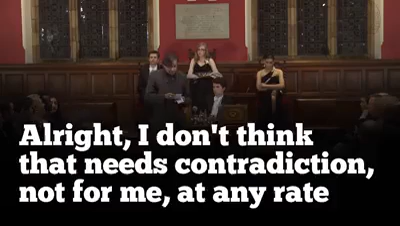 Alright, I don't think
that needs contradiction,
not for me, at any rate